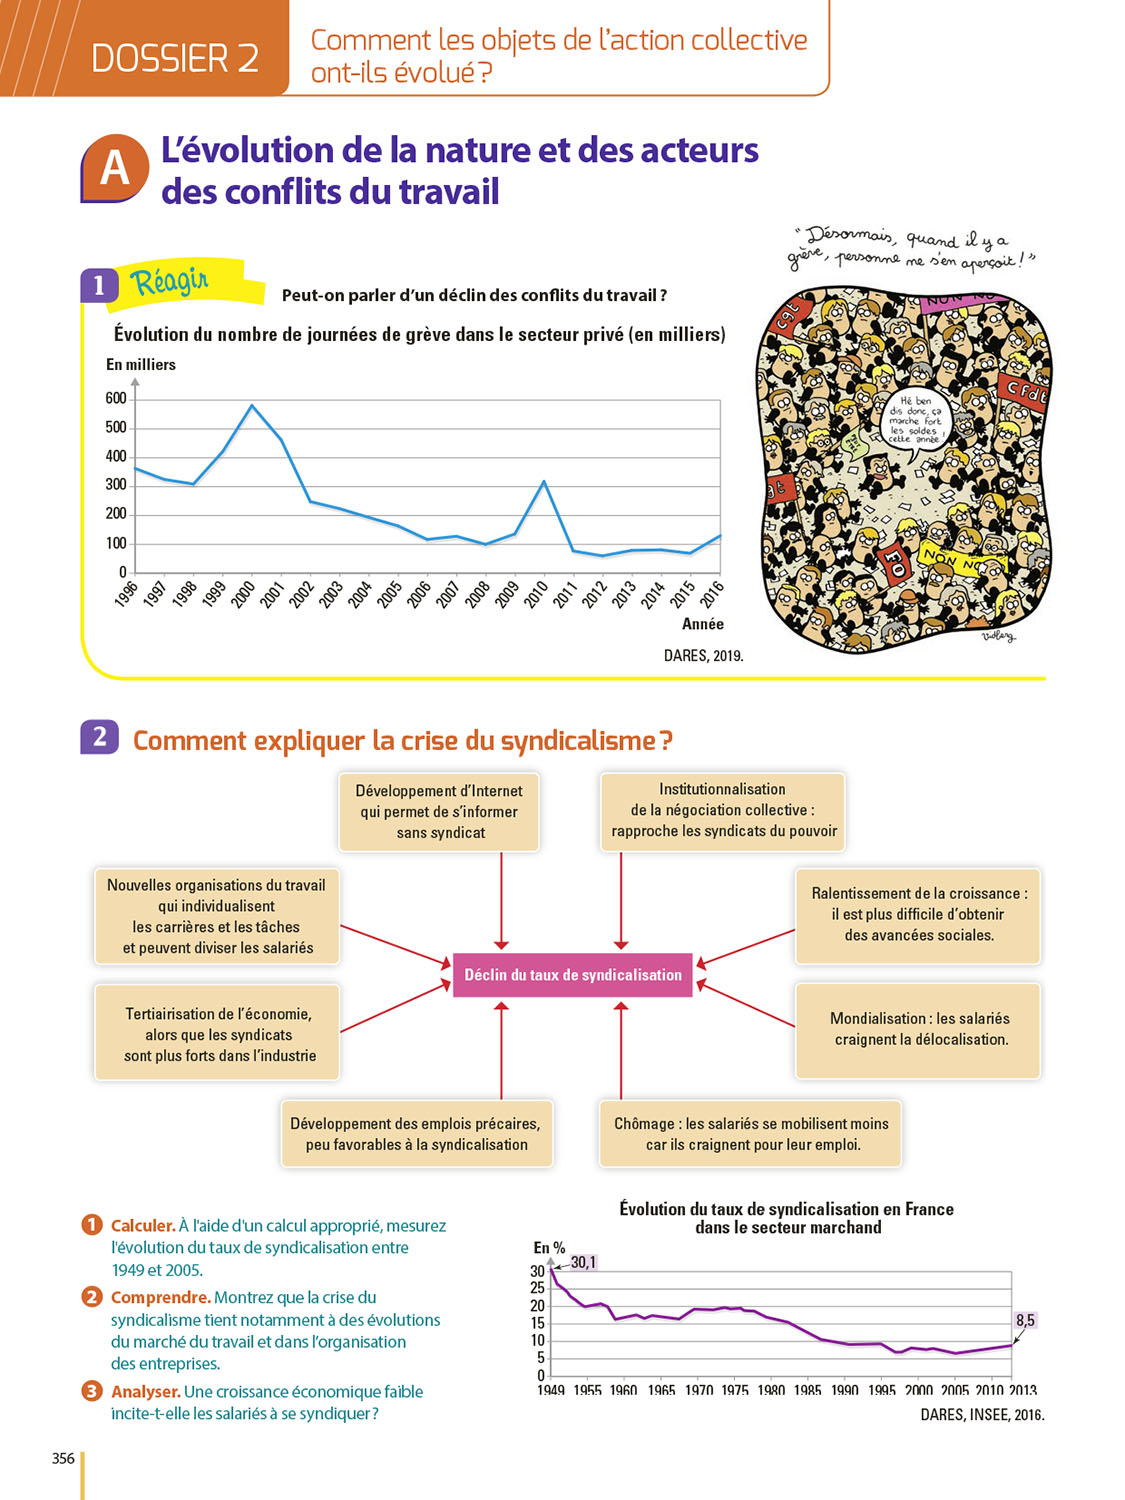 DOSSIER 2
Comment les objets de l’action collective
ont-ils évolué ?
A
L’évolution de la nature et des acteurs
des conflits du travail
1
Réagir
Peut-on parler d’un déclin des conflits du travail ?
Évolution du nombre de journées de grève dans le secteur privé (en milliers)
En milliers
600
500
400
300
200
100
0
1996 1997 1998 1999 2000 2001 2002 2003 2004 2005 2006 2007 2008 2009 2010 2011 2012 2013 2014 2015 2016
Année
DARES, 2019.
"Désormais, quand il y a
grève, personne ne s'en aperçoit !"
cgt
NON NO
cfdt
Hé ben
dis donc, ça
marche fort
les soldes
cette année
gt
FO
NON NO
Vidberg
2
Comment expliquer la crise du syndicalisme ?
Développement d’Internet
qui permet de s’informer
sans syndicat
Institutionnalisation
de la négociation collective :
rapproche les syndicats du pouvoir
Nouvelles organisations du travail
qui individualisent
les carrières et les tâches
et peuvent diviser les salariés
Ralentissement de la croissance :
il est plus difficile d’obtenir
des avancées sociales.
Déclin du taux de syndicalisation
Tertiairisation de l’économie,
alors que les syndicats
sont plus forts dans l’industrie
Mondialisation : les salariés
craignent la délocalisation.
Développement des emplois précaires,
peu favorables à la syndicalisation
Chômage : les salariés se mobilisent moins
car ils craignent pour leur emploi.
1 Calculer. À l'aide d'un calcul approprié, mesurez
l'évolution du taux de syndicalisation entre
1949 et 2005.
2 Comprendre. Montrez que la crise du
syndicalisme tient notamment à des évolutions
du marché du travail et dans l’organisation
des entreprises.
3 Analyser. Une croissance économique faible
incite-t-elle les salariés à se syndiquer ?
Évolution du taux de syndicalisation en France
dans le secteur marchand
En %
30,1
30
25
20
15
10
5
0
8,5
1949 1955 1960 1965 1970 1975 1980 1985 1990 1995 2000 2005 2010 2013
DARES, INSEE, 2016.
356